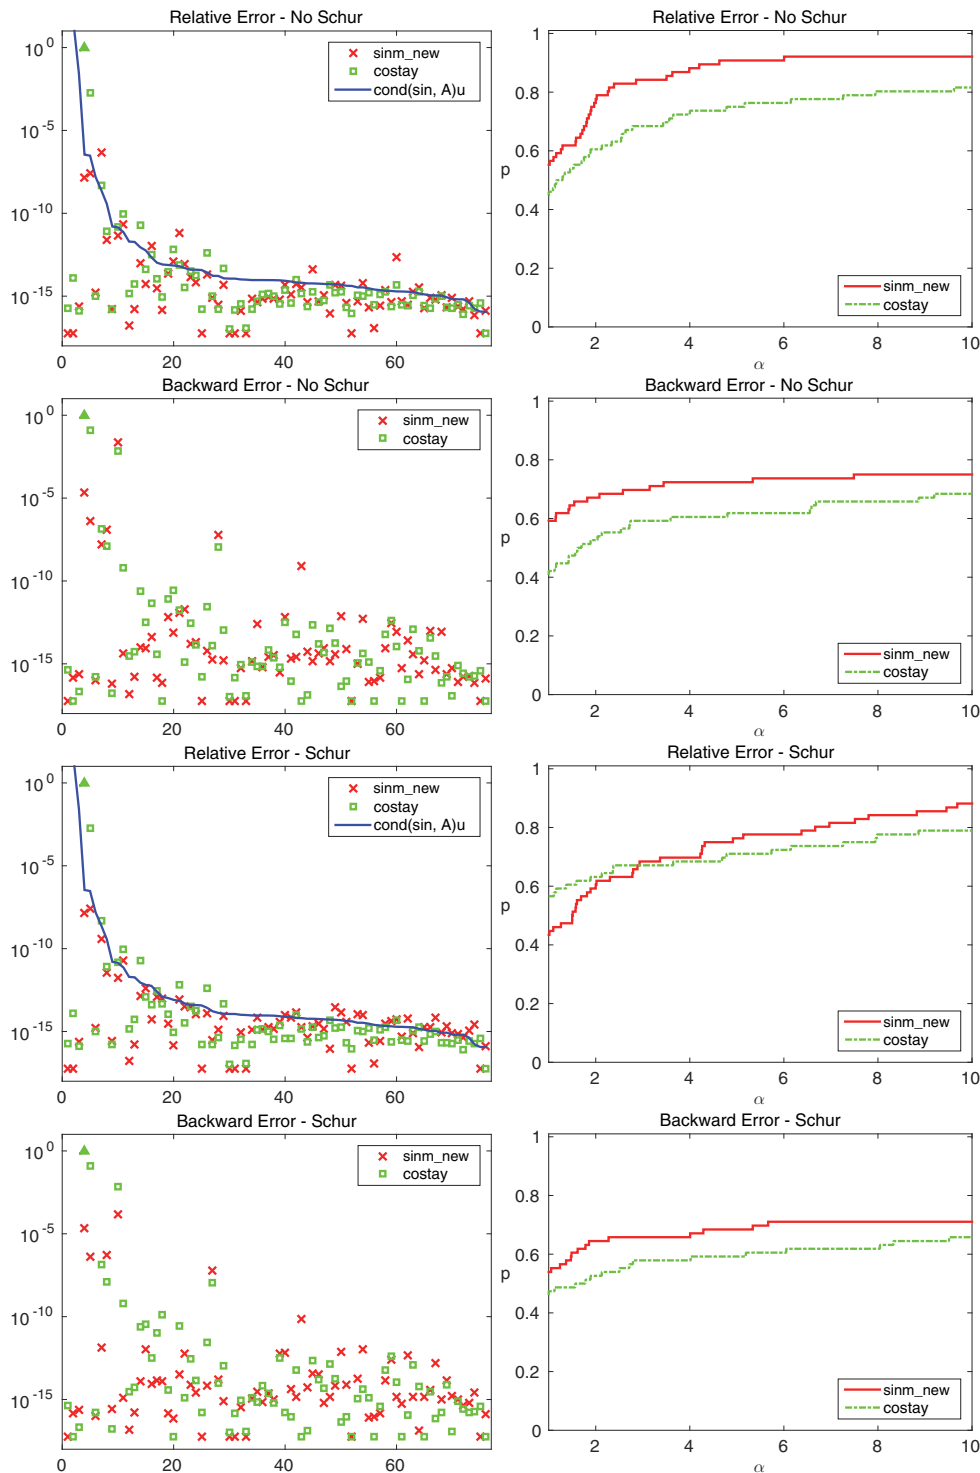 Relative Error - No Schur
10^0
10^-5
10^-10
10^-15
0 20 40 60
sinm_new
costay
cond(sin, A)u
Relative Error - No Schur
1
0.8
p
0.6
0.4
0.2
0
2 4 6 8 10
α
sinm_new
costay
Backward Error - No Schur
10^0
10^-5
10^-10
10^-15
0 20 40 60
sinm_new
costay
Backward Error - No Schur
1
0.8
0.6
p
0.4
0.2
0
2 4 6 8 10
α
sinm_new
costay
Relative Error - Schur
10^0
10^-5
10^-10
10^-15
0 20 40 60
sinm_new
costay
cond(sin, A)u
Relative Error - Schur
1
0.8
0.6
p
0.4
0.2
0
2 4 6 8 10
α
sinm_new
costay
Backward Error - Schur
10^0
10^-5
10^-10
10^-15
0 20 40 60
sinm_new
costay
Backward Error - Schur
1
0.8
0.6
p
0.4
0.2
0
2 4 6 8 10
α
sinm_new
costay